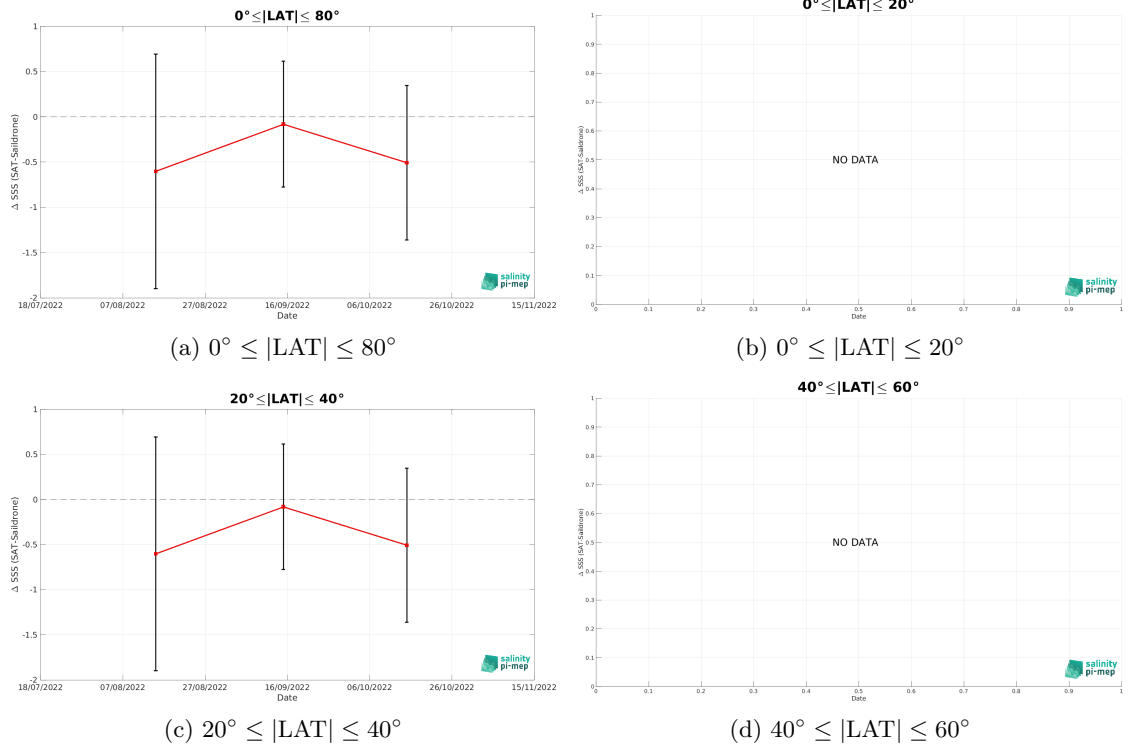 0°≤|LAT|≤ 80°
1
0.5
0
-0.5
-1
-1.5
-2
Δ SSS (SAT-Saildrone)
18/07/2022 07/08/2022 27/08/2022 16/09/2022 06/10/2022 26/10/2022 15/11/2022
Date
salinity
pi-mep
(a) 0° ≤ |LAT| ≤ 80°
0°≤|LAT|≤ 20°
1
0.9
0.8
0.7
0.6
0.5
0.4
0.3
0.2
0.1
0
Δ SSS (SAT-Saildrone)
NO DATA
0 0.1 0.2 0.3 0.4 0.5 0.6 0.7 0.8 0.9 1
Date
salinity
pi-mep
(b) 0° ≤ |LAT| ≤ 20°
20°≤|LAT|≤ 40°
1
0.5
0
-0.5
-1
-1.5
-2
Δ SSS (SAT-Saildrone)
18/07/2022 07/08/2022 27/08/2022 16/09/2022 06/10/2022 26/10/2022 15/11/2022
Date
salinity
pi-mep
(c) 20° ≤ |LAT| ≤ 40°
40°≤|LAT|≤ 60°
1
0.9
0.8
0.7
0.6
0.5
0.4
0.3
0.2
0.1
0
Δ SSS (SAT-Saildrone)
NO DATA
0 0.1 0.2 0.3 0.4 0.5 0.6 0.7 0.8 0.9 1
Date
salinity
pi-mep
(d) 40° ≤ |LAT| ≤ 60°